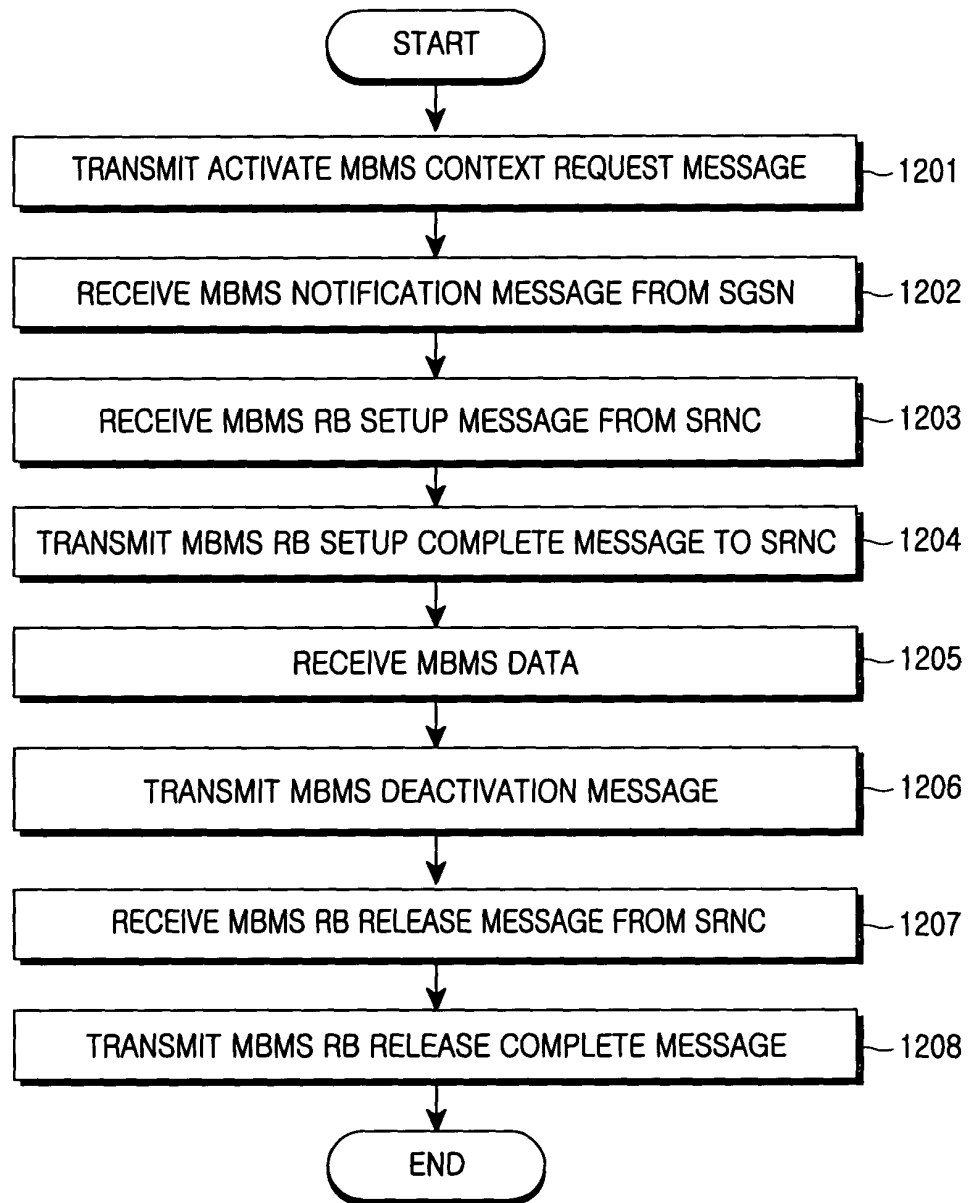 START
TRANSMIT ACTIVATE MBMS CONTEXT REQUEST MESSAGE
1201
RECEIVE MBMS NOTIFICATION MESSAGE FROM SGSN
1202
RECEIVE MBMS RB SETUP MESSAGE FROM SRNC
1203
TRANSMIT MBMS RB SETUP COMPLETE MESSAGE TO SRNC
1204
RECEIVE MBMS DATA
1205
TRANSMIT MBMS DEACTIVATION MESSAGE
1206
RECEIVE MBMS RB RELEASE MESSAGE FROM SRNC
1207
TRANSMIT MBMS RB RELEASE COMPLETE MESSAGE
1208
END